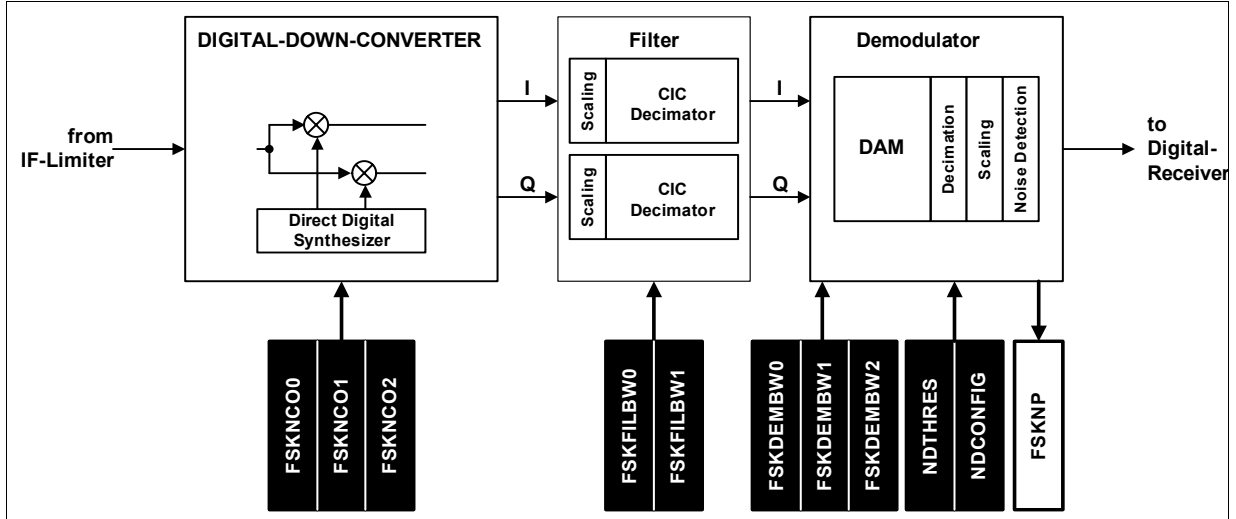 DIGITAL-DOWN-CONVERTER
Filter
Demodulator
from
IF-Limiter
Direct Digital
Synthesizer
I
Q
Scaling
CIC
Decimator
Scaling
CIC
Decimator
I
Q
DAM
Decimation
Scaling
Noise Detection
to
Digital-
Receiver
FSKNCO0
FSKNCO1
FSKNCO2
FSKFILBW0
FSKFILBW1
FSKDEMBW0
FSKDEMBW1
FSKDEMBW2
NDTHRES
NDCONFIG
FSKNP